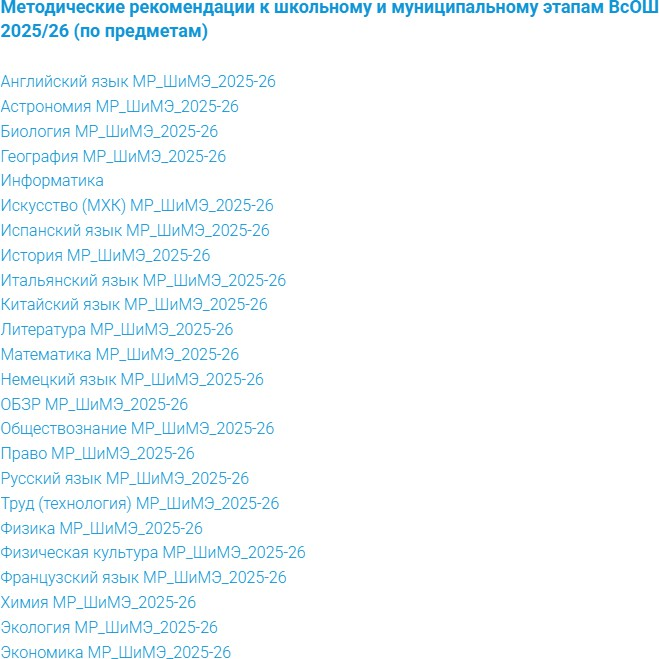 Методические рекомендации к школьному и муниципальному этапам ВсОШ
2025/26 (по предметам)
Английский язык МР_ШиМЭ_2025-26
Астрономия МР_ШиМЭ_2025-26
Биология МР_ШиМЭ_2025-26
География МР_ШиМЭ_2025-26
Информатика
Искусство (МХК) МР_ШиМЭ_2025-26
Испанский язык МР_ШиМЭ_2025-26
История МР_ШиМЭ_2025-26
Итальянский язык МР_ШиМЭ_2025-26
Китайский язык МР_ШиМЭ_2025-26
Литература МР_ШиМЭ_2025-26
Математика МР_ШиМЭ_2025-26
Немецкий язык МР_ШиМЭ_2025-26
ОБЗР МР_ШиМЭ_2025-26
Обществознание МР_ШиМЭ_2025-26
Право МР_ШиМЭ_2025-26
Русский язык МР_ШиМЭ_2025-26
Труд (технология) МР_ШиМЭ_2025-26
Физика МР_ШиМЭ_2025-26
Физическая культура МР_ШиМЭ_2025-26
Французский язык МР_ШиМЭ_2025-26
Химия МР_ШиМЭ_2025-26
Экология МР_ШиМЭ_2025-26
Экономика МР_ШиМЭ_2025-26